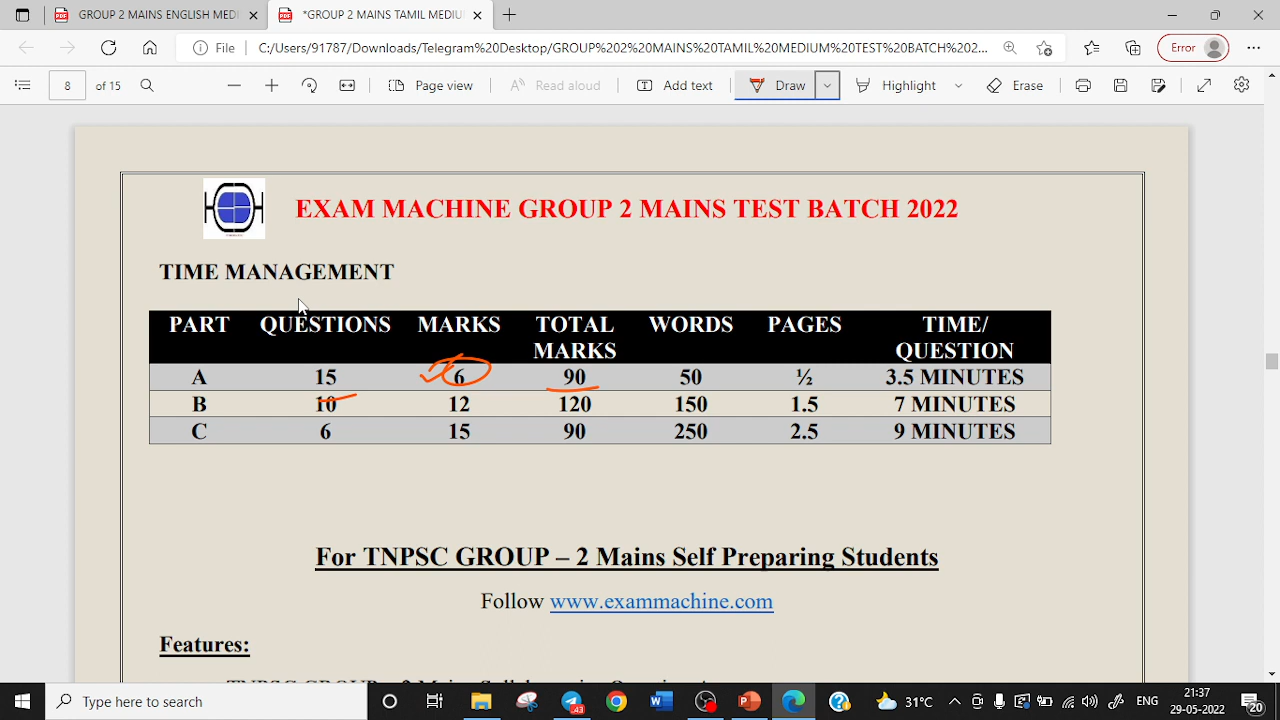 GROUP 2 MAINS ENGLISH MEDI
*GROUP 2 MAINS TAMIL MEDIU
File
C:/Users/91787/Downloads/Telegram%20Desktop/GROUP%202%20MAINS%20TAMIL%20MEDIUM%20TEST%20BATCH%202...
Error
8 of 15
Page view
Read aloud
Add text
Draw
Highlight
Erase
EXAM MACHINE GROUP 2 MAINS TEST BATCH 2022
TIME MANAGEMENT
PART QUESTIONS MARKS TOTAL MARKS WORDS PAGES TIME/ QUESTION
A 15 6 90 50 ½ 3.5 MINUTES
B 10 12 120 150 1.5 7 MINUTES
C 6 15 90 250 2.5 9 MINUTES
For TNPSC GROUP – 2 Mains Self Preparing Students
Follow www.exammachine.com
Features:
Type here to search
43
31°C
ENG
21:37
29-05-2022
20